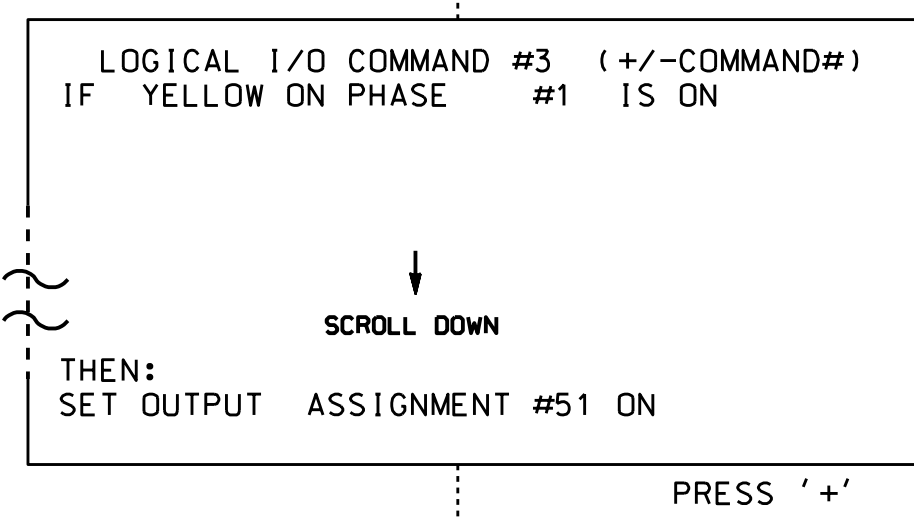 LOGICAL I/O COMMAND #3 (+/-COMMAND#)
IF YELLOW ON PHASE #1 IS ON
SCROLL DOWN
THEN:
SET OUTPUT ASSIGNMENT #51 ON
PRESS '+'